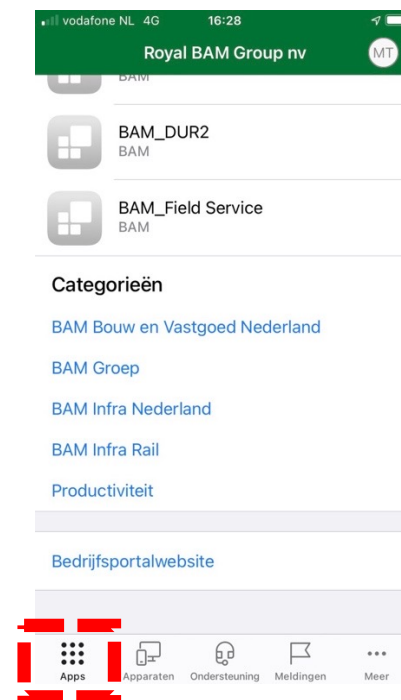 vodafone NL 4G 16:28
Royal BAM Group nv MT
BAM
BAM_DUR2
BAM
BAM_Field Service
BAM
Categorieën
BAM Bouw en Vastgoed Nederland
BAM Groep
BAM Infra Nederland
BAM Infra Rail
Productiviteit
Bedrijfsportalwebsite
Apps Apparaten Ondersteuning Meldingen Meer